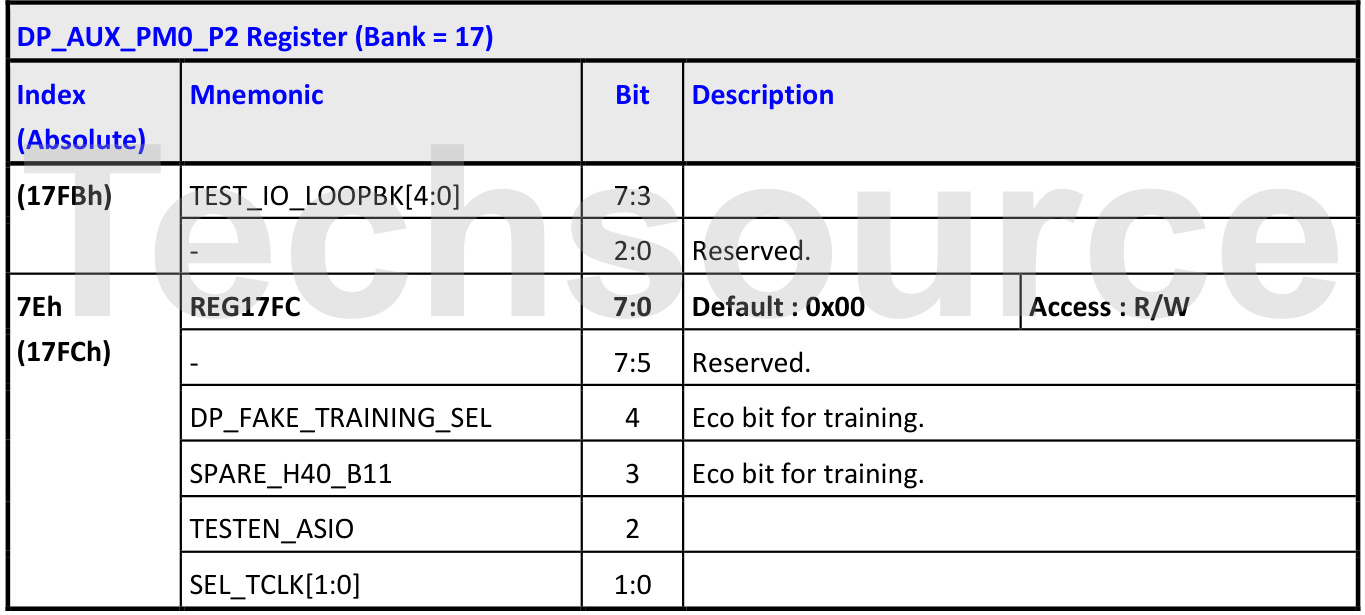 DP_AUX_PM0_P2 Register (Bank = 17)
Index
(Absolute)
Mnemonic
Bit
Description
(17FBh)
TEST_IO_LOOPBK[4:0]
7:3
-
2:0
Reserved.
7Eh
(17FCh)
REG17FC
7:0
Default : 0x00
Access : R/W
-
7:5
Reserved.
DP_FAKE_TRAINING_SEL
4
Eco bit for training.
SPARE_H40_B11
3
Eco bit for training.
TESTEN_ASIO
2
SEL_TCLK[1:0]
1:0
Techsource